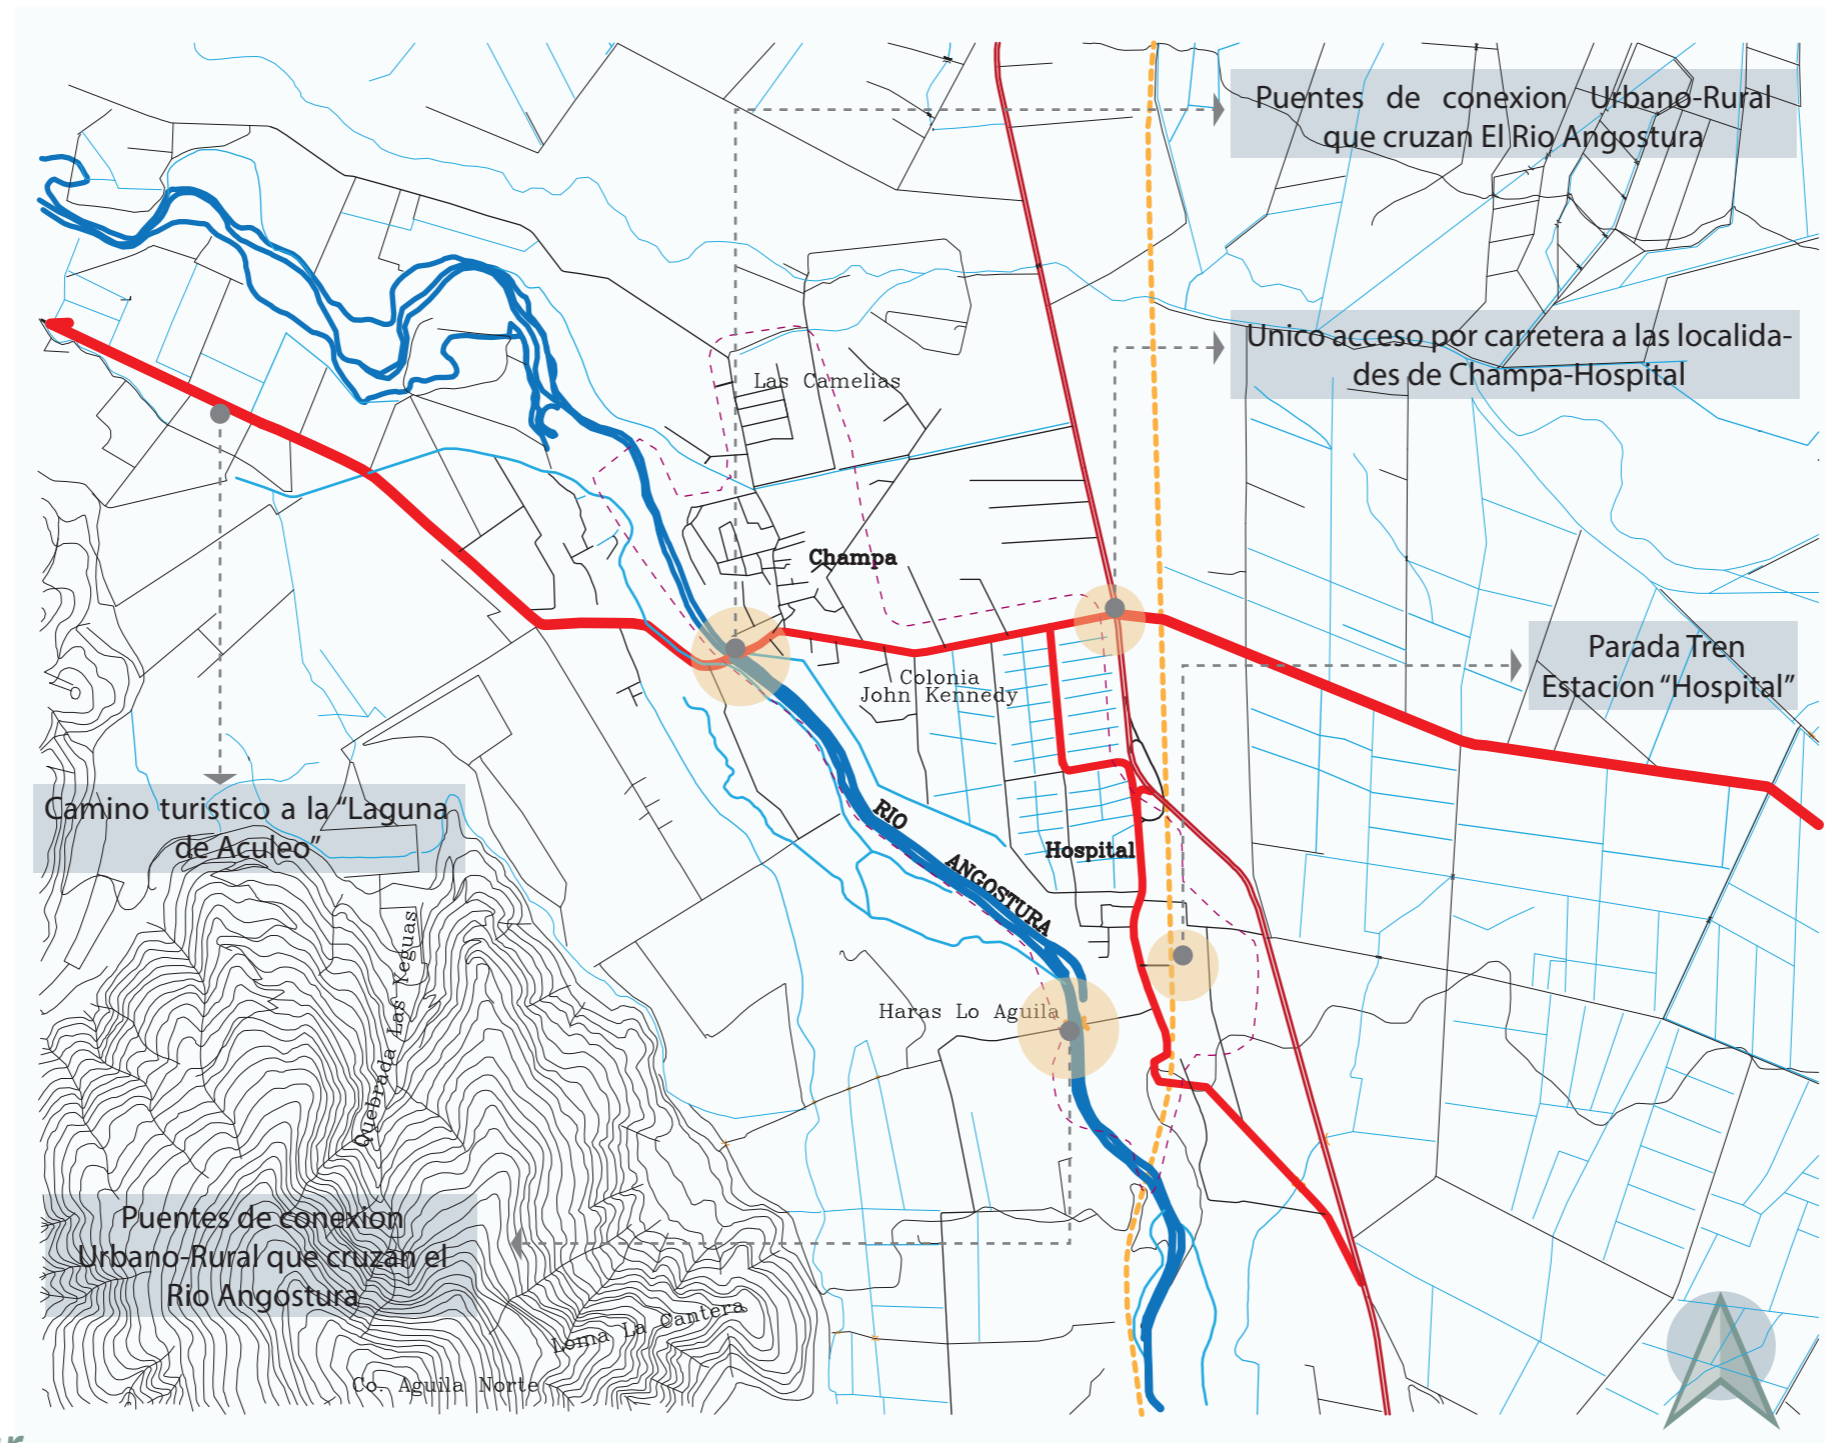 Puentes de conexion Urbano-Rural
que cruzan El Rio Angostura
Unico acceso por carretera a las localida-
des de Champa-Hospital
Las Camelias
Champa
Parada Tren
Estacion “Hospital”
Colonia
John Kennedy
Camino turistico a la “Laguna
de Aculeo”
RIO
ANGOSTURA
Hospital
Quebrada Las Yeguas
Haras Lo Aguila
Puentes de conexion
Urbano-Rural que cruzan el
Rio Angostura
Loma La Cantera
Co. Aguila Norte